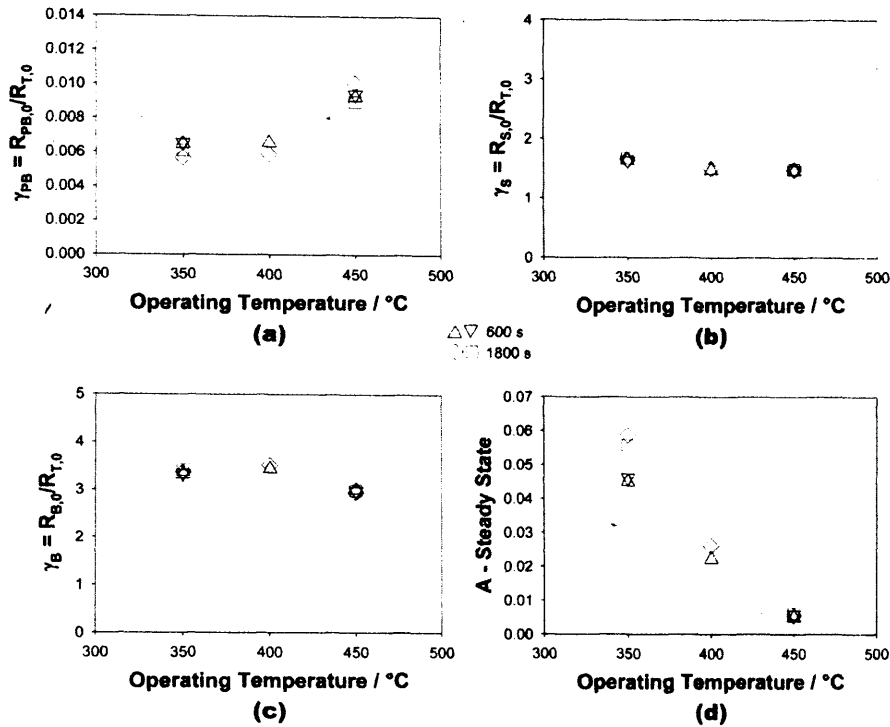 0.014
0.012
0.010
0.008
0.006
0.004
0.002
0.000
γPB = RPB,0/RT,0
300 350 400 450 500
Operating Temperature / °C
(a)
4
3
2
1
0
γS = RS,0/RT,0
300 350 400 450 500
Operating Temperature / °C
(b)
600 s
1800 s
5
4
3
2
1
0
γB = RB,0/RT,0
300 350 400 450 500
Operating Temperature / °C
(c)
0.07
0.06
0.05
0.04
0.03
0.02
0.01
0.00
A - Steady State
300 350 400 450 500
Operating Temperature / °C
(d)